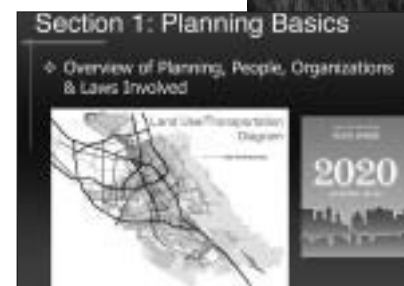 Section 1: Planning Basics
Overview of Planning, People, Organizations
& Laws Involved
Land Use/Transportation
Diagram
2020